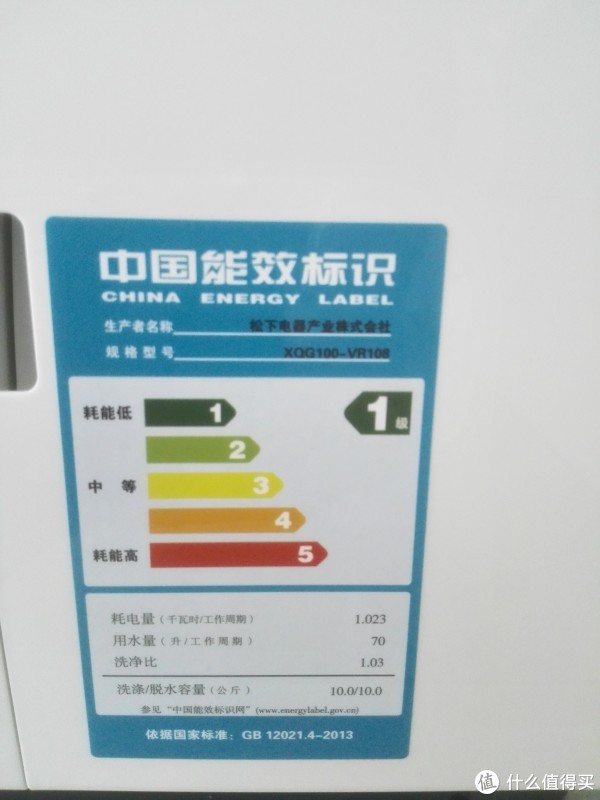 中国能效标识
CHINA ENERGY LABEL
生产者名称 松下电器产业株式会社
规格型号 XQG100-VR108
耗能低 1 1级
2
中 等 3
4
耗能高 5
耗电量(千瓦时/工作周期) 1.023
用水量(升/工作周期) 70
洗净比 1.03
洗涤/脱水容量(公斤) 10.0/10.0
参见"中国能效标识网"(www.energylabel.gov.cn)
依据国家标准: GB 12021.4-2013
值 什么值得买